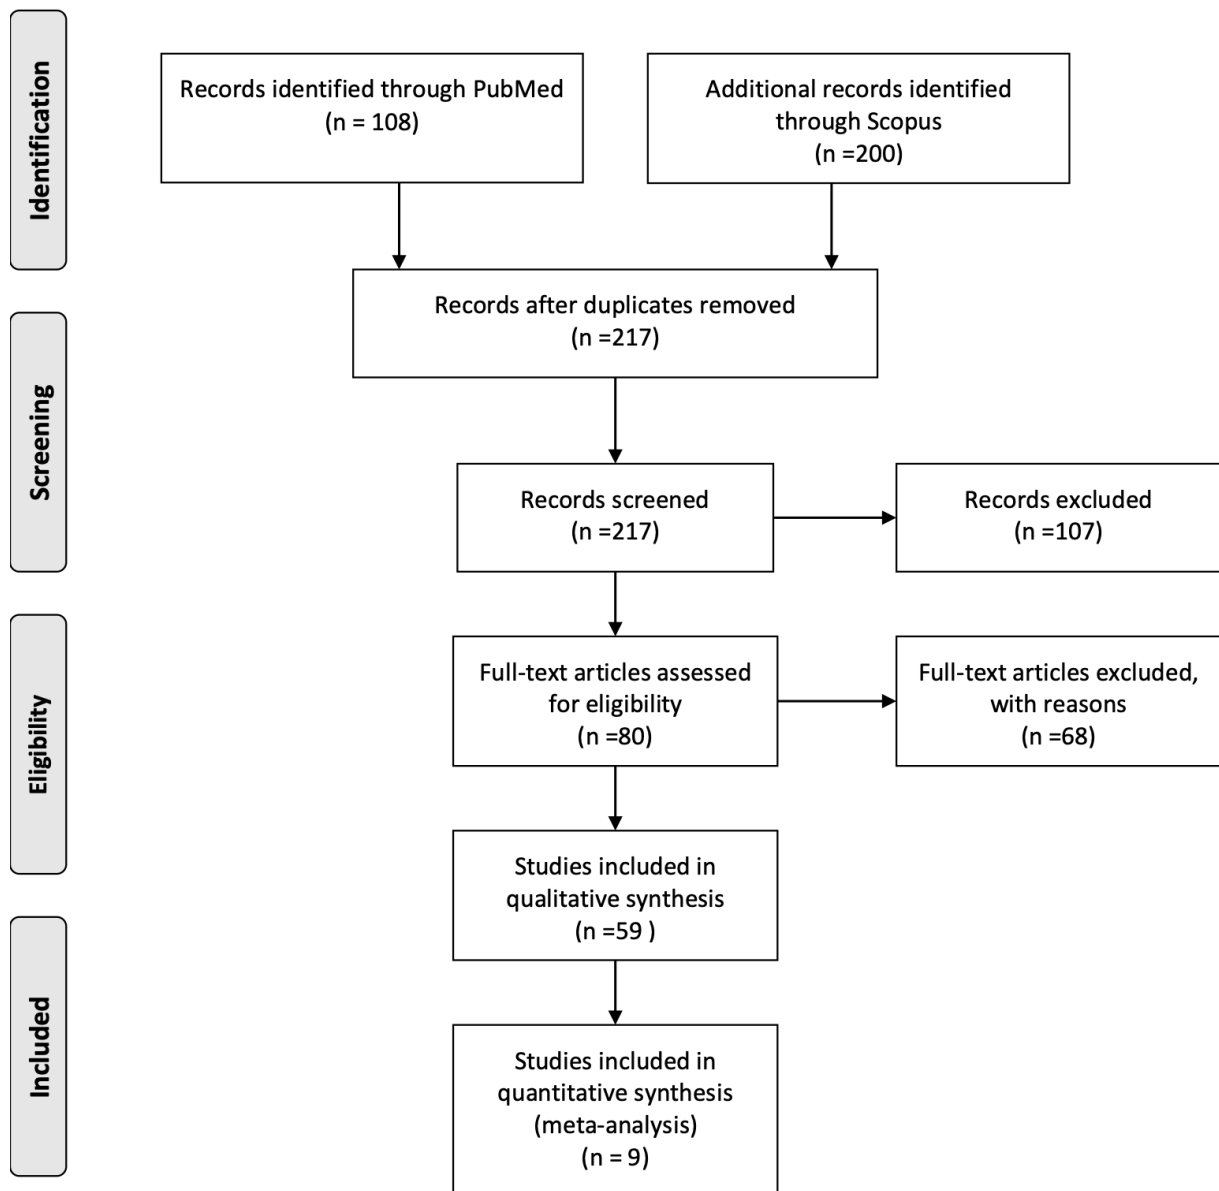 Identification
Records identified through PubMed
(n = 108)
Additional records identified
through Scopus
(n =200)
Records after duplicates removed
(n =217)
Screening
Records screened
(n =217)
Records excluded
(n =107)
Eligibility
Full-text articles assessed
for eligibility
(n =80)
Full-text articles excluded,
with reasons
(n =68)
Studies included in
qualitative synthesis
(n =59 )
Included
Studies included in
quantitative synthesis
(meta-analysis)
(n = 9)